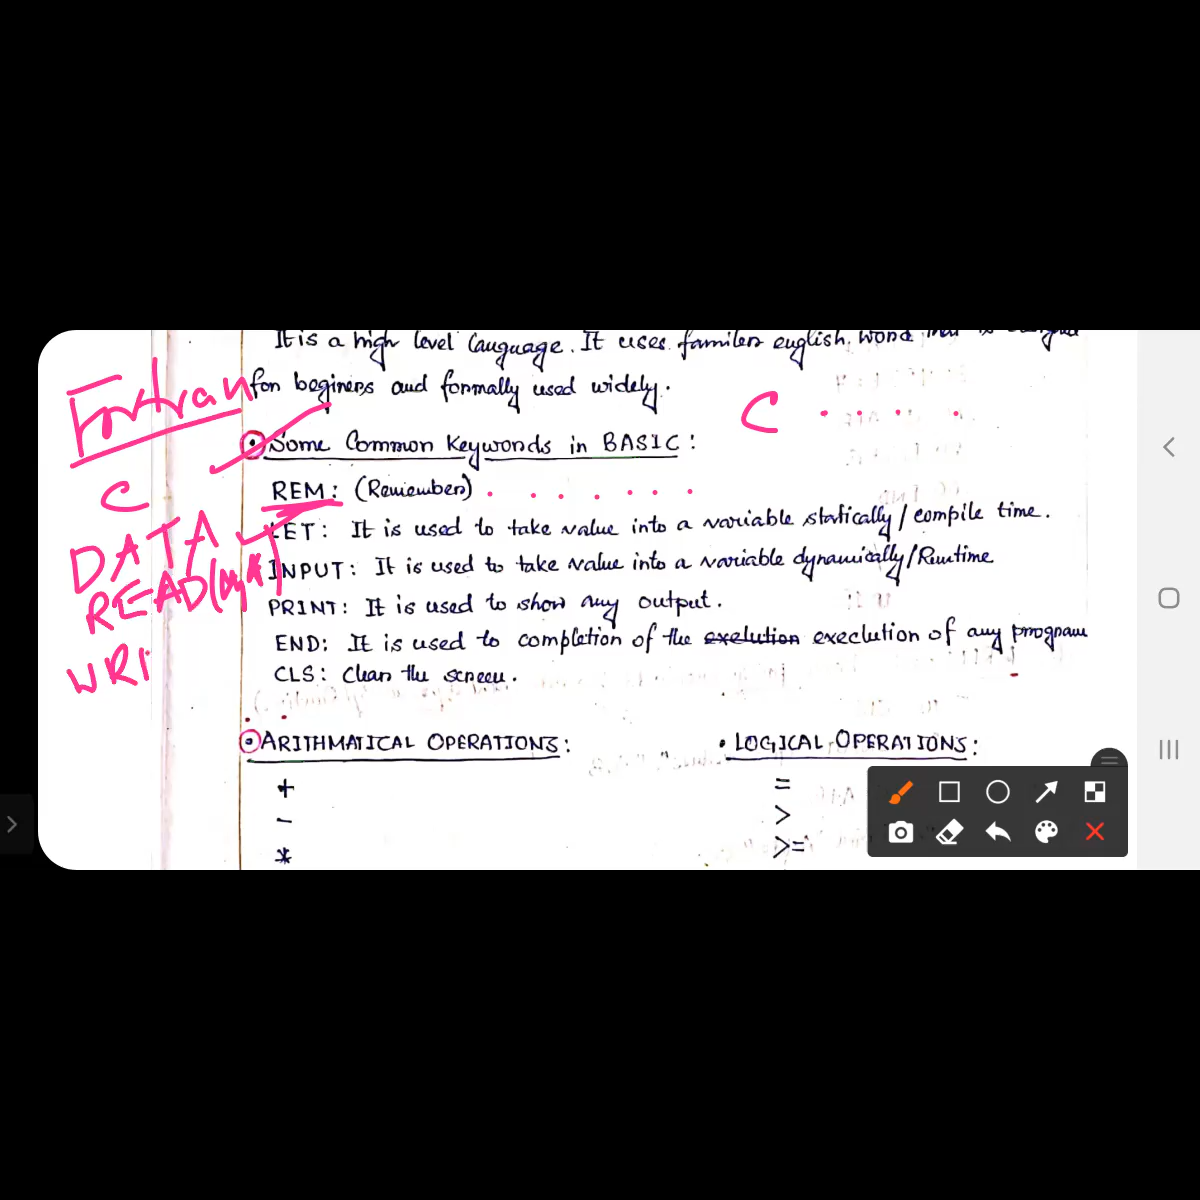 It is a high level language. It uses familer english word
for beginers and formally used widely.
Fortran
C . . . . .
Some Common Keywords in BASIC :
C
REM : (Remember) . . . . . . .
DATA
LET : It is used to take value into a variable statically / compile time.
READ(*,*)
INPUT : It is used to take value into a variable dynamically / Runtime
PRINT : It is used to show any output.
WRI
END : It is used to completion of the exelution execlution of any program
CLS : Clean the screen.
ARITHMATICAL OPERATIONS :
• LOGICAL OPERATIONS :
+
=
-
>
*
>=